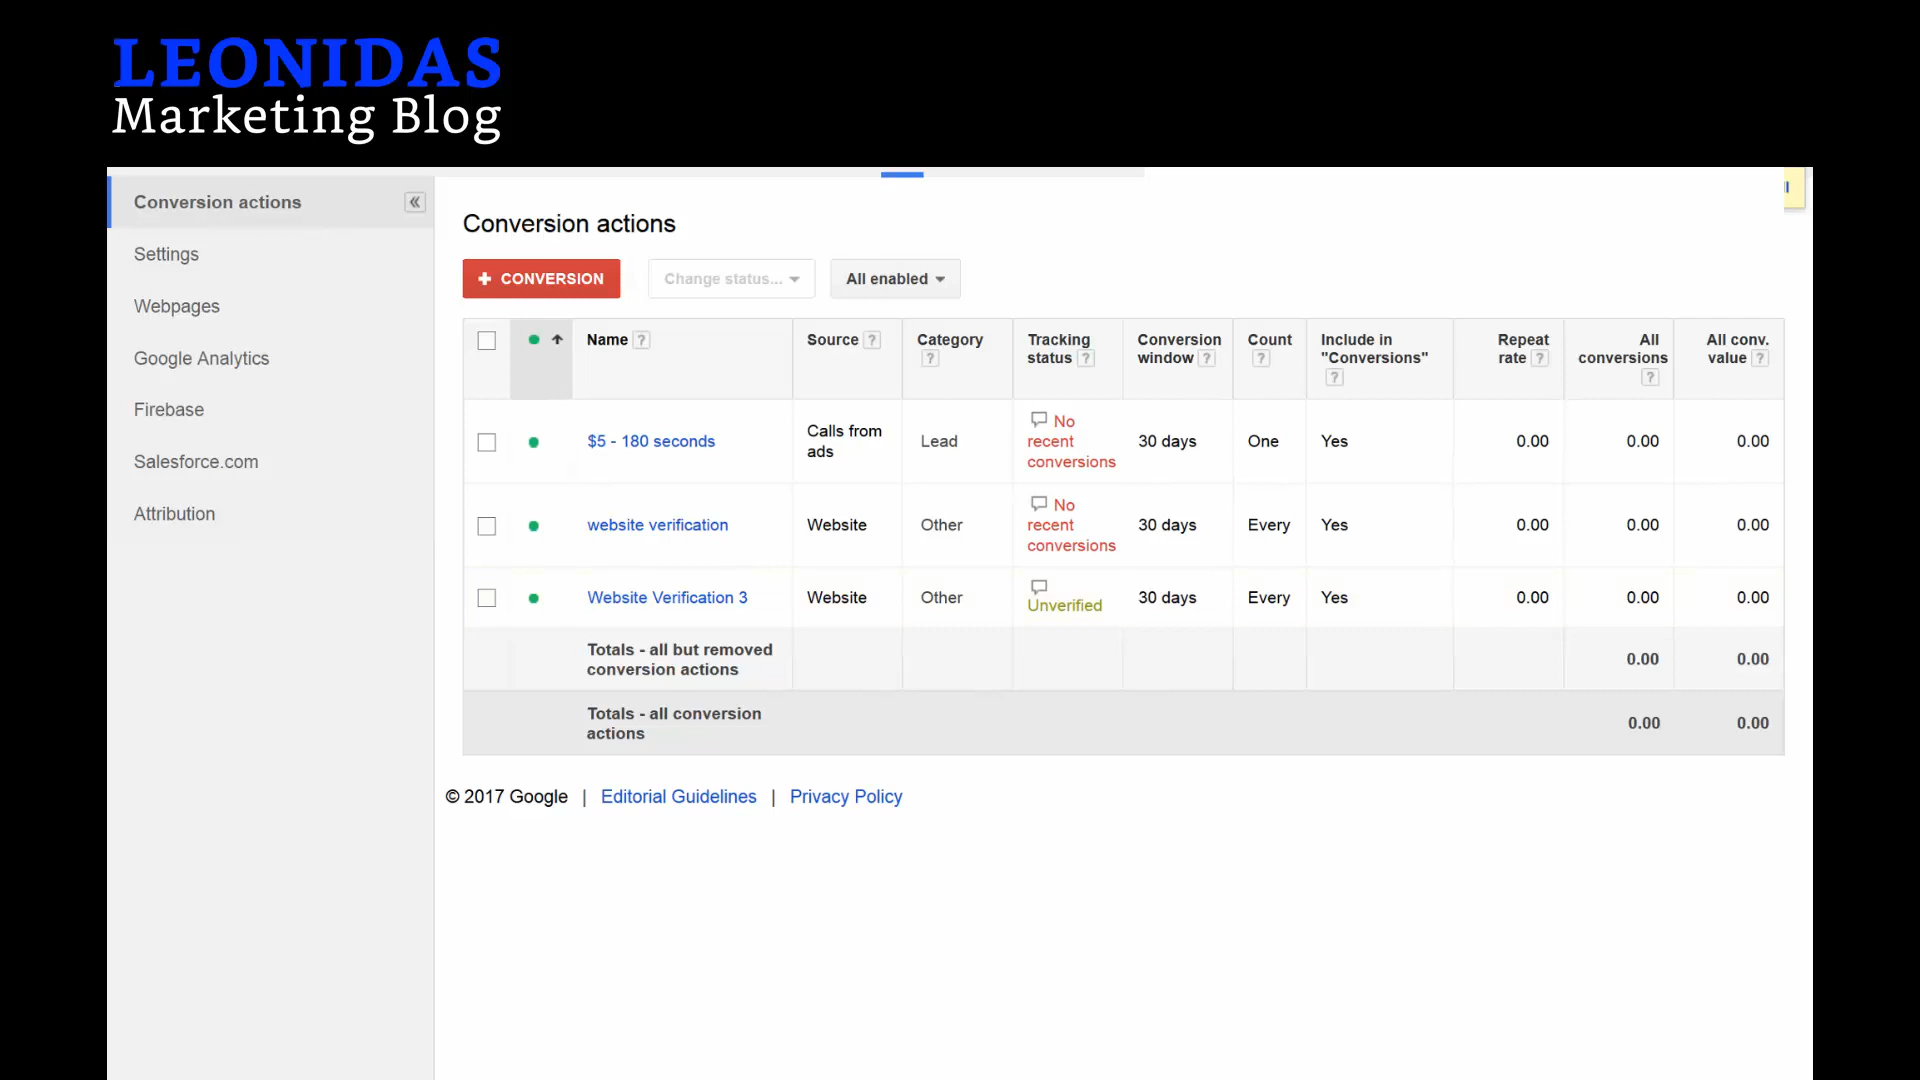 LEONIDAS
Marketing Blog
Conversion actions
Settings
Webpages
Google Analytics
Firebase
Salesforce.com
Attribution
Conversion actions
+ CONVERSION Change status... All enabled
Name ? Source ? Category ? Tracking status ? Conversion window ? Count ? Include in "Conversions" ? Repeat rate ? All conversions ? All conv. value ?
$5 - 180 seconds Calls from ads Lead No recent conversions 30 days One Yes 0.00 0.00 0.00
website verification Website Other No recent conversions 30 days Every Yes 0.00 0.00 0.00
Website Verification 3 Website Other Unverified 30 days Every Yes 0.00 0.00 0.00
Totals - all but removed conversion actions 0.00 0.00
Totals - all conversion actions 0.00 0.00
© 2017 Google | Editorial Guidelines | Privacy Policy